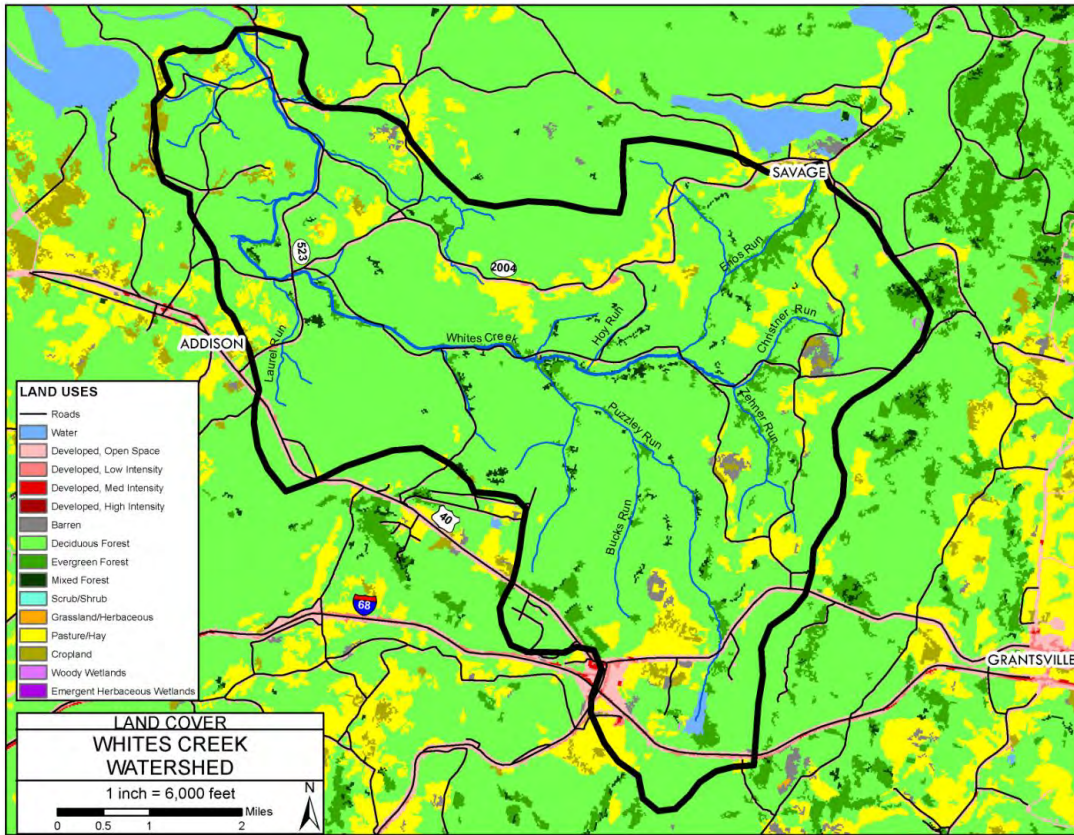 SAVAGE
Enos Run
523
2004
Hoy Run
Christner Run
Whites Creek
ADDISON
Laurel Run
Zehner Run
Puzzley Run
Bucks Run
40
68
GRANTSVILLE
LAND USES
Roads
Water
Developed, Open Space
Developed, Low Intensity
Developed, Med Intensity
Developed, High Intensity
Barren
Deciduous Forest
Evergreen Forest
Mixed Forest
Scrub/Shrub
Grassland/Herbaceous
Pasture/Hay
Cropland
Woody Wetlands
Emergent Herbaceous Wetlands
LAND COVER
WHITES CREEK
WATERSHED
1 inch = 6,000 feet
N
Miles
0 0.5 1 2